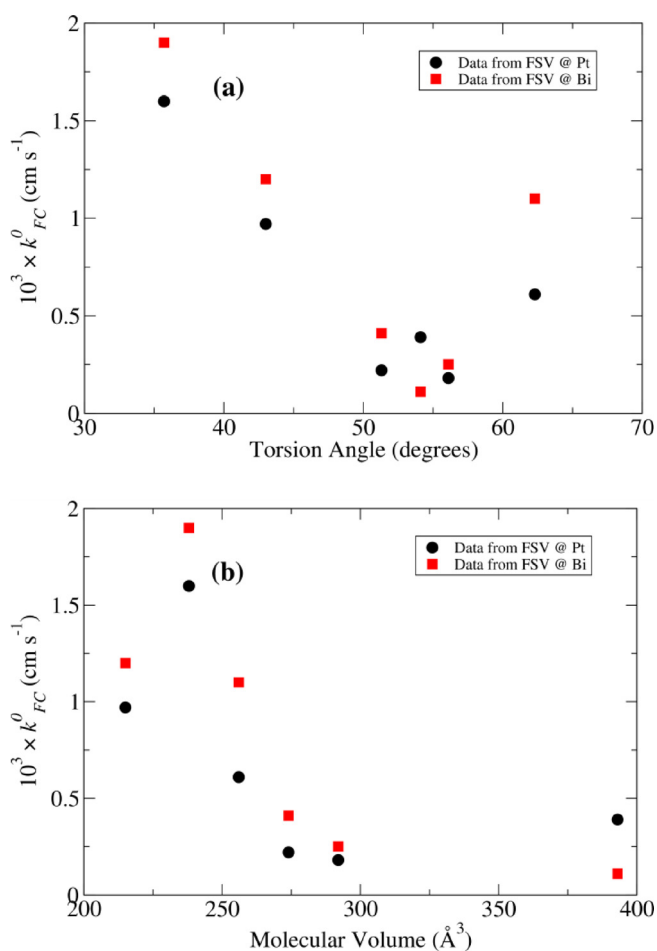 2
1.5
1
0.5
0
10³ × k⁰FC (cm s⁻¹)
(a)
Data from FSV @ Pt
Data from FSV @ Bi
30 40 50 60 70
Torsion Angle (degrees)
2
1.5
1
0.5
0
10³ × k⁰FC (cm s⁻¹)
(b)
Data from FSV @ Pt
Data from FSV @ Bi
200 250 300 350 400
Molecular Volume (Å³)